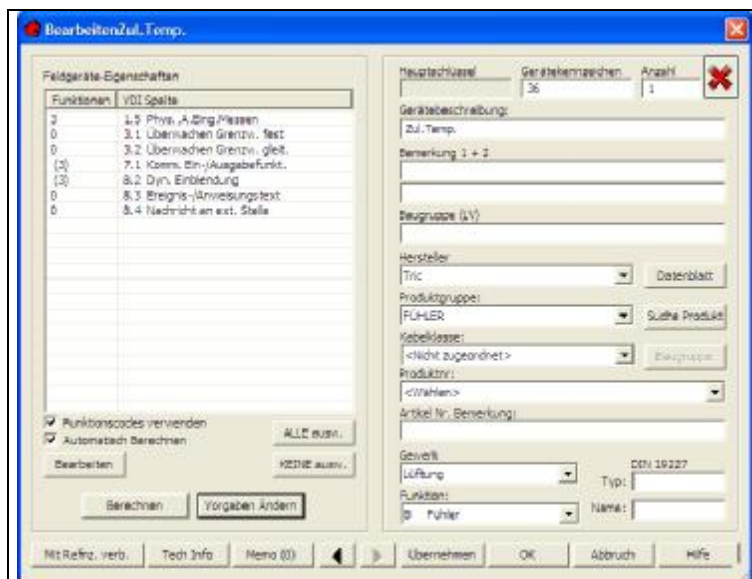 BearbeitenZul.Temp.
Feldgeräte-Eigenschaften
Funktionen VDI Spalte
3 1.5 Phys. A.Eing.Messen
0 3.1 Überwachen Grenzw. fest
0 3.2 Überwachen Grenzw. gleit.
(3) 7.1 Komm. Ein-/Ausgabefunkt.
(3) 8.2 Dyn. Einblendung
0 8.3 Ereignis-/Anweisungstext
0 8.4 Nachricht an ext. Stelle
Funktionscodes verwenden
Automatisch Berechnen
ALLE ausw.
Bearbeiten
KEINE ausw.
Berechnen
Vorgaben Ändern
Hauptschlüssel Gerätekennzeichen Anzahl
36 1
Gerätebeschreibung:
Zul.Temp.
Bemerkung 1 + 2
Baugruppe (LV)
Hersteller
Tric
Datenblatt
Produktgruppe:
FÜHLER
Suche Produkt
Kabelklasse:
<Nicht zugeordnet>
Baugruppe
Produktnr:
<Wählen>
Artikel Nr. Bemerkung:
Gewerk
Lüftung
DIN 19227
Typ:
Funktion:
Fühler
Name:
Mit Refnz. verb. Tech Info Memo (0) Übernehmen OK Abbruch Hilfe